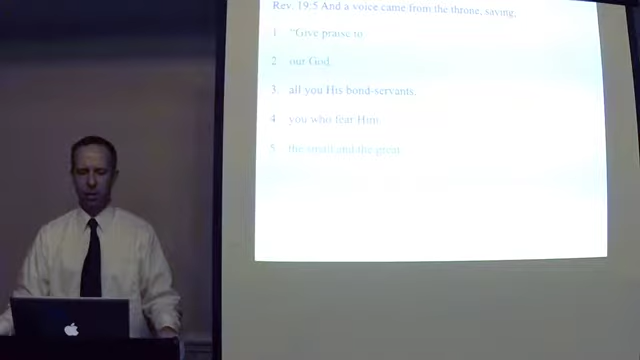 Rev. 19:5 And a voice came from the throne, saying,
1 "Give praise to
2 our God,
3. all you His bond-servants,
4. you who fear Him,
5. the small and the great.